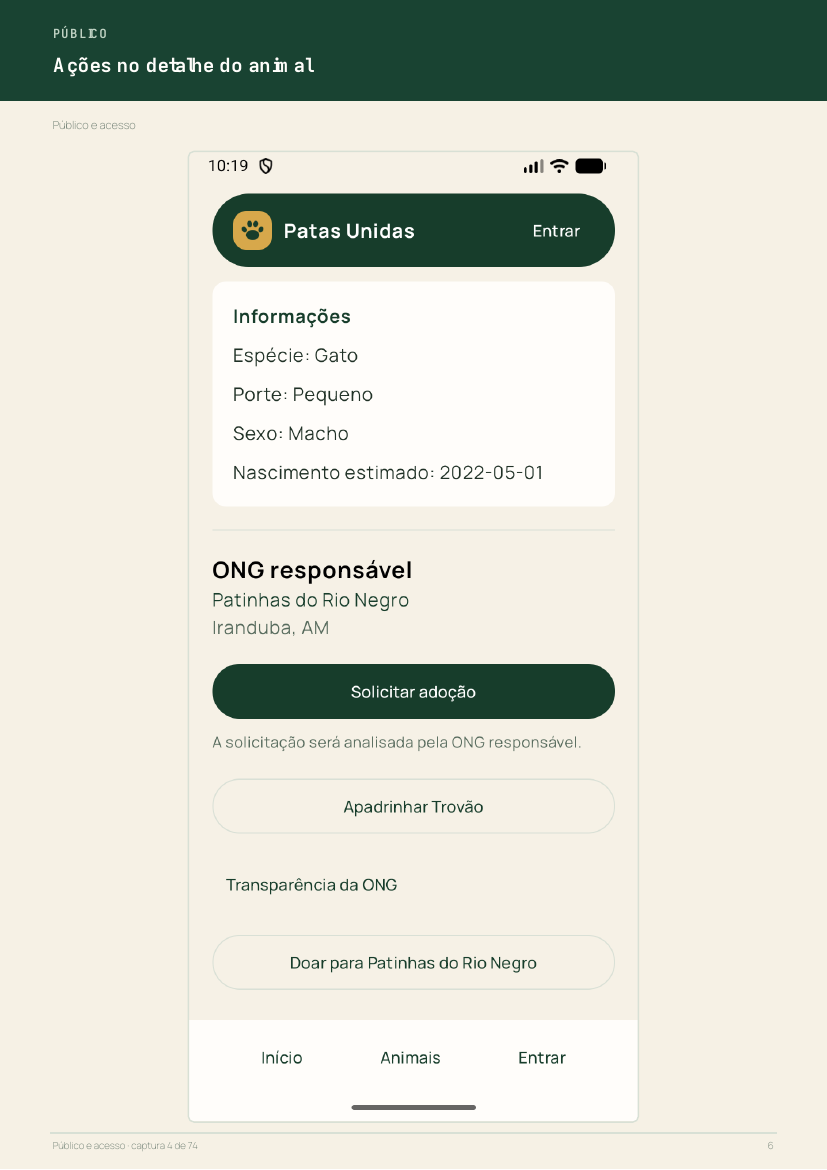 PÚBLICO
Ações no detalhe do animal
Público e acesso
10:19
Patas Unidas
Entrar
Informações
Espécie: Gato
Porte: Pequeno
Sexo: Macho
Nascimento estimado: 2022-05-01
ONG responsável
Patinhas do Rio Negro
Iranduba, AM
Solicitar adoção
A solicitação será analisada pela ONG responsável.
Apadrinhar Trovão
Transparência da ONG
Doar para Patinhas do Rio Negro
Início Animais Entrar
Público e acesso · captura 4 de 74
6